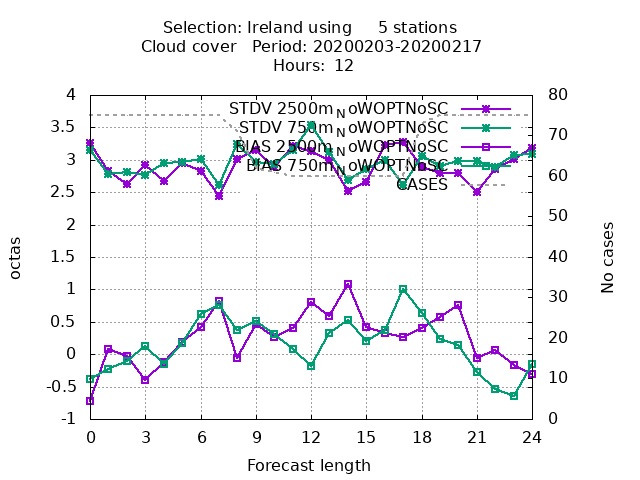 Selection: Ireland using 5 stations
Cloud cover Period: 20200203-20200217
Hours: 12
STDV 2500m_NoWOPTNoSC
STDV 750m_NoWOPTNoSC
BIAS 2500m_NoWOPTNoSC
BIAS 750m_NoWOPTNoSC
CASES
octas
No cases
4
3.5
3
2.5
2
1.5
1
0.5
0
-0.5
-1
80
70
60
50
40
30
20
10
0
0 3 6 9 12 15 18 21 24
Forecast length